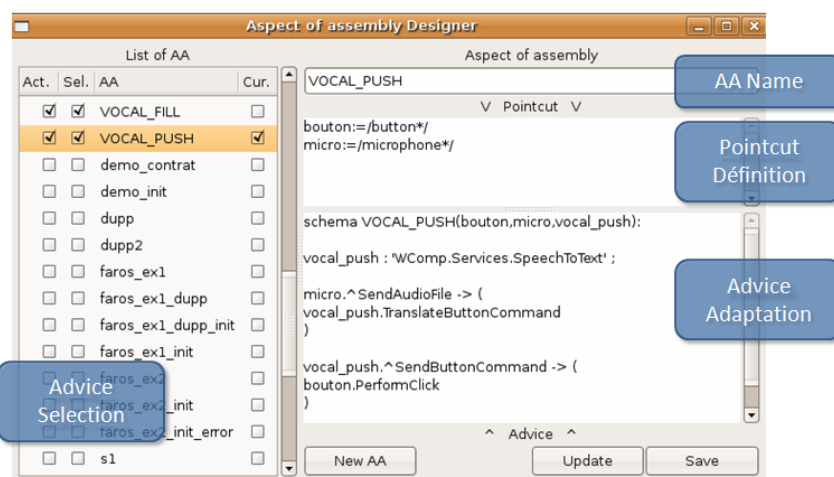 Aspect of assembly Designer
List of AA
Act. Sel. AA Cur.
VOCAL_FILL
VOCAL_PUSH
demo_contrat
demo_init
dupp
dupp2
faros_ex1
faros_ex1_dupp
faros_ex1_dupp_init
faros_ex1_init
faros_ex2
faros_ex2_init
faros_ex2_init_error
s1
Advice
Selection
Aspect of assembly
VOCAL_PUSH
AA Name
V Pointcut V
bouton:=/button*/
micro:=/microphone*/
Pointcut
Définition
schema VOCAL_PUSH(bouton,micro,vocal_push):
vocal_push : 'WComp.Services.SpeechToText' ;
micro.^SendAudioFile -> (
vocal_push.TranslateButtonCommand
)
vocal_push.^SendButtonCommand -> (
bouton.PerformClick
)
Advice
Adaptation
^ Advice ^
New AA
Update
Save